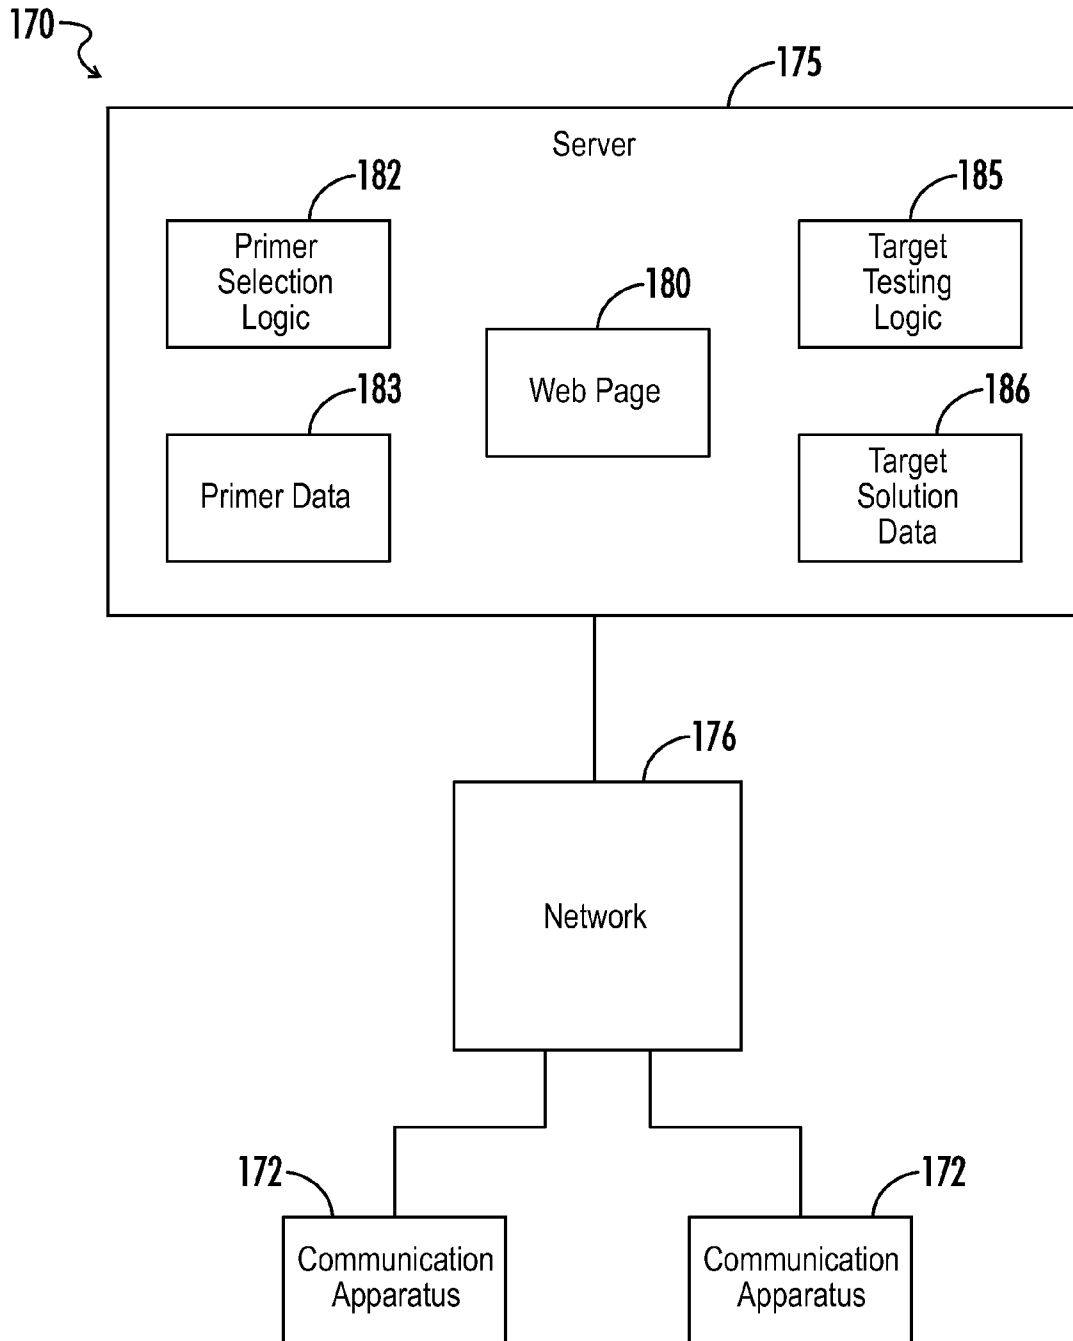 170
175
Server
182
185
Primer
Selection
Logic
Target
Testing
Logic
180
Web Page
183
186
Primer Data
Target
Solution
Data
176
Network
172
172
Communication
Apparatus
Communication
Apparatus